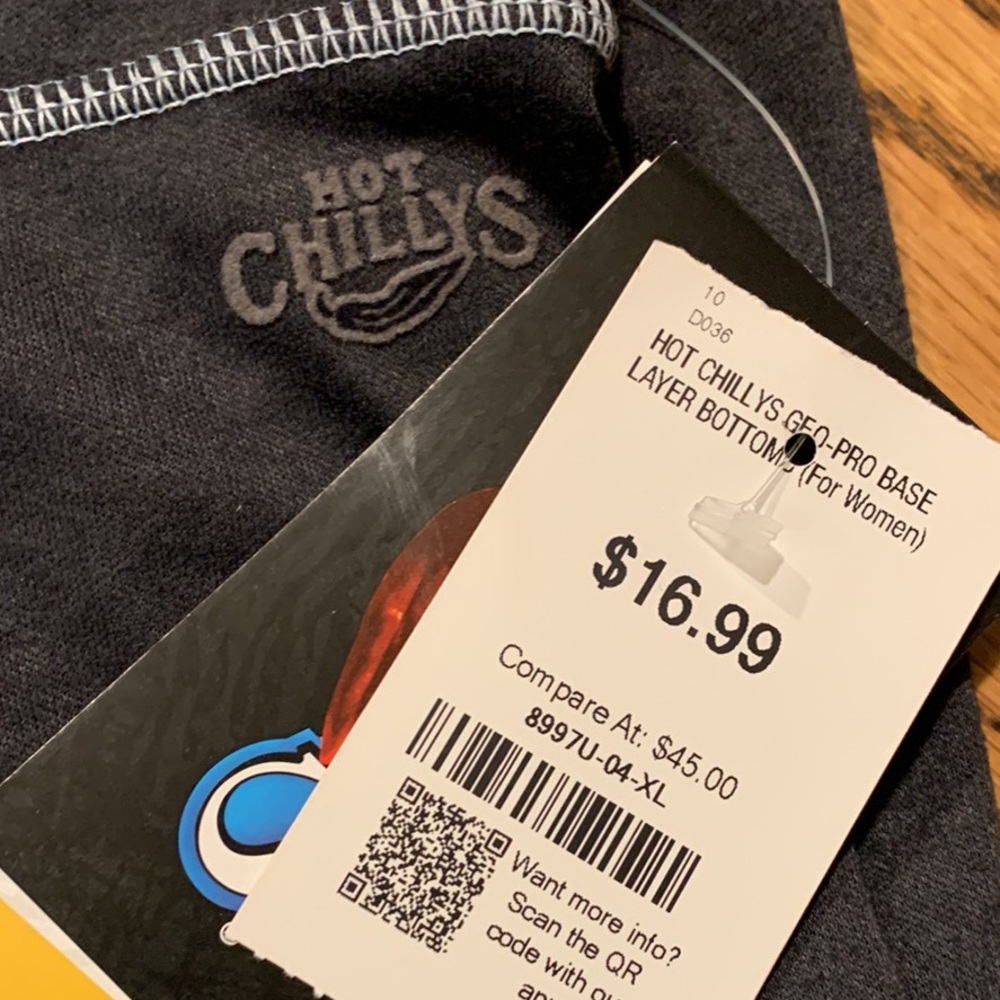 HOT
CHILLYS
10
D036
HOT CHILLYS GEO-PRO BASE
LAYER BOTTOMS (For Women)
$16.99
Compare At: $45.00
8997U-04-XL
Want more info?
Scan the QR
code with